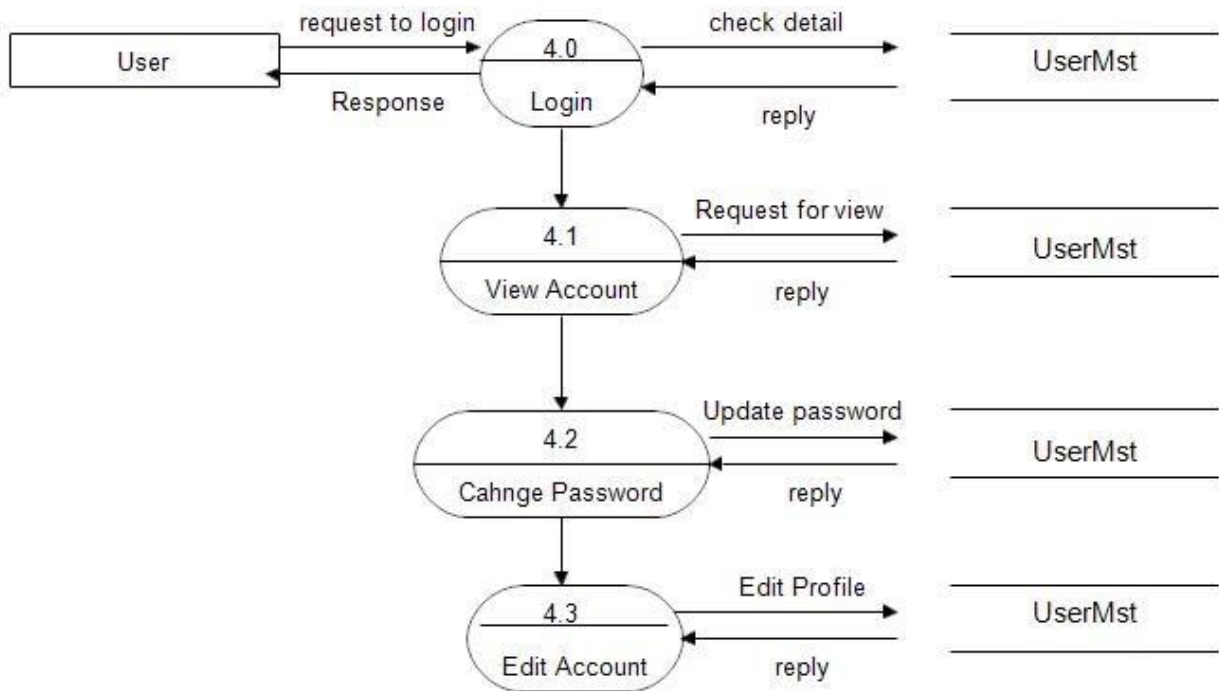 request to login
check detail
User
4.0
UserMst
Response
Login
reply
Request for view
4.1
UserMst
View Account
reply
Update password
4.2
UserMst
Cahnge Password
reply
Edit Profile
4.3
UserMst
Edit Account
reply